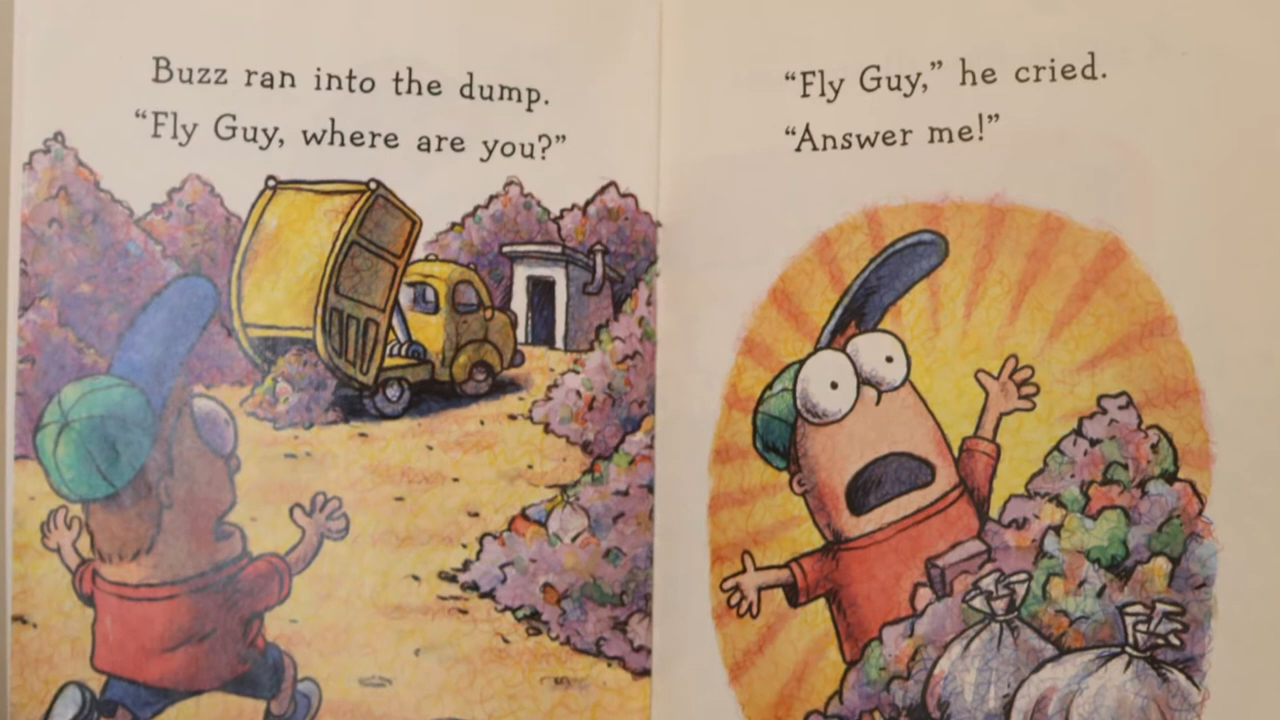 Buzz ran into the dump.
“Fly Guy, where are you?”
“Fly Guy,” he cried.
“Answer me!”